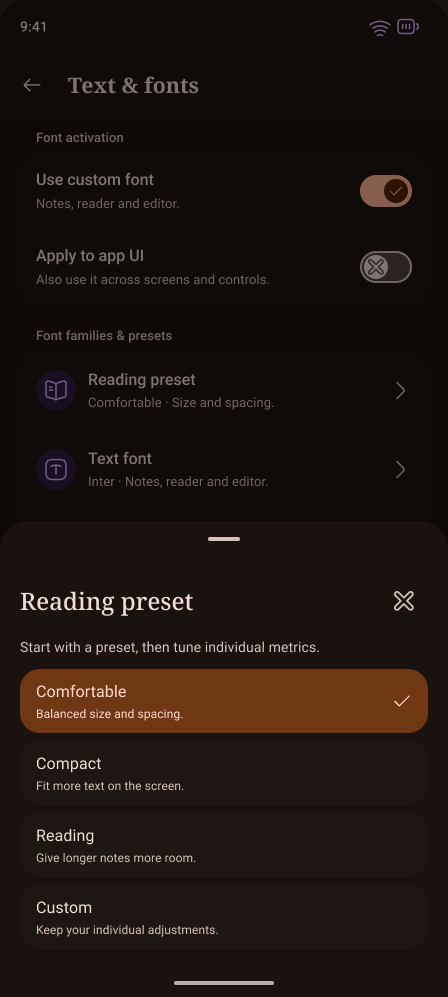 9:41
Text & fonts
Font activation
Use custom font
Notes, reader and editor.
Apply to app UI
Also use it across screens and controls.
Font families & presets
Reading preset
Comfortable · Size and spacing.
Text font
Inter · Notes, reader and editor.
Reading preset
Start with a preset, then tune individual metrics.
Comfortable
Balanced size and spacing.
Compact
Fit more text on the screen.
Reading
Give longer notes more room.
Custom
Keep your individual adjustments.